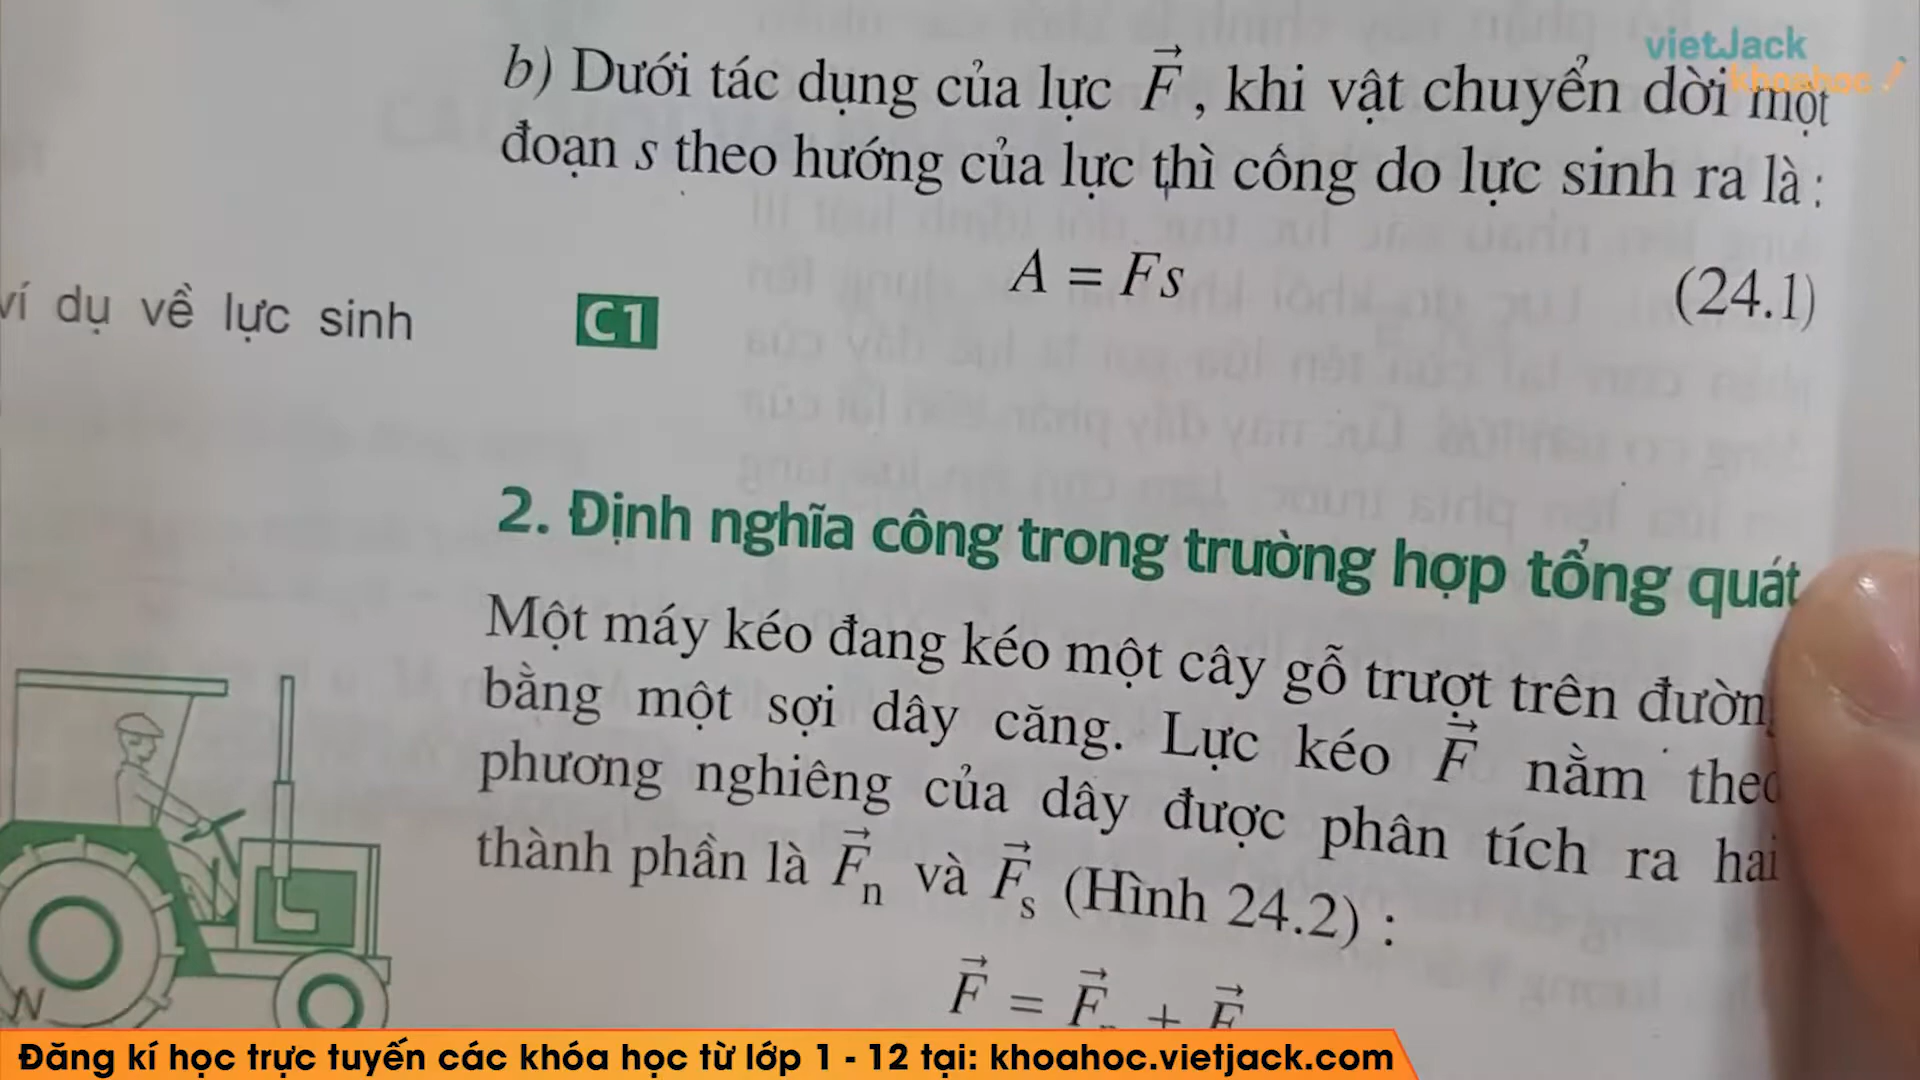 vietJack
khoahoc
b) Dưới tác dụng của lực F⃗, khi vật chuyển dời một
đoạn s theo hướng của lực thì công do lực sinh ra là :
A = Fs (24.1)
ví dụ về lực sinh C1
2. Định nghĩa công trong trường hợp tổng quát
Một máy kéo đang kéo một cây gỗ trượt trên đườn
bằng một sợi dây căng. Lực kéo F⃗ nằm theo
phương nghiêng của dây được phân tích ra hai
thành phần là F⃗n và F⃗s (Hình 24.2) :
F⃗ = F⃗n + F⃗
N
Đăng kí học trực tuyến các khóa học từ lớp 1 - 12 tại: khoahoc.vietjack.com